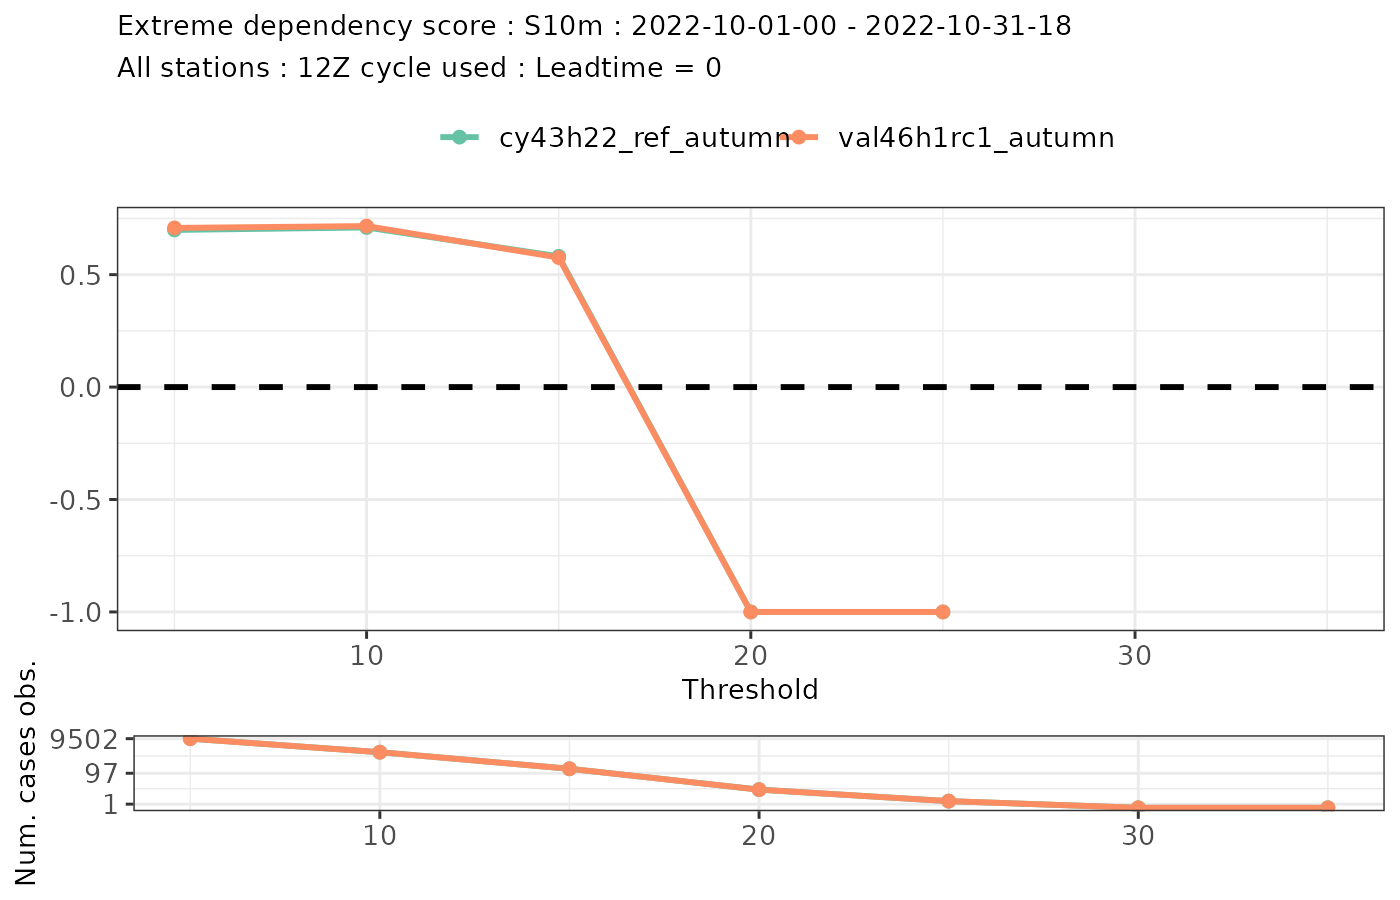 Extreme dependency score : S10m : 2022-10-01-00 - 2022-10-31-18
All stations : 12Z cycle used : Leadtime = 0
cy43h22_ref_autumn val46h1rc1_autumn
0.5
0.0
-0.5
-1.0
10 20 30
Threshold
Num. cases obs.
9502
97
1
10 20 30